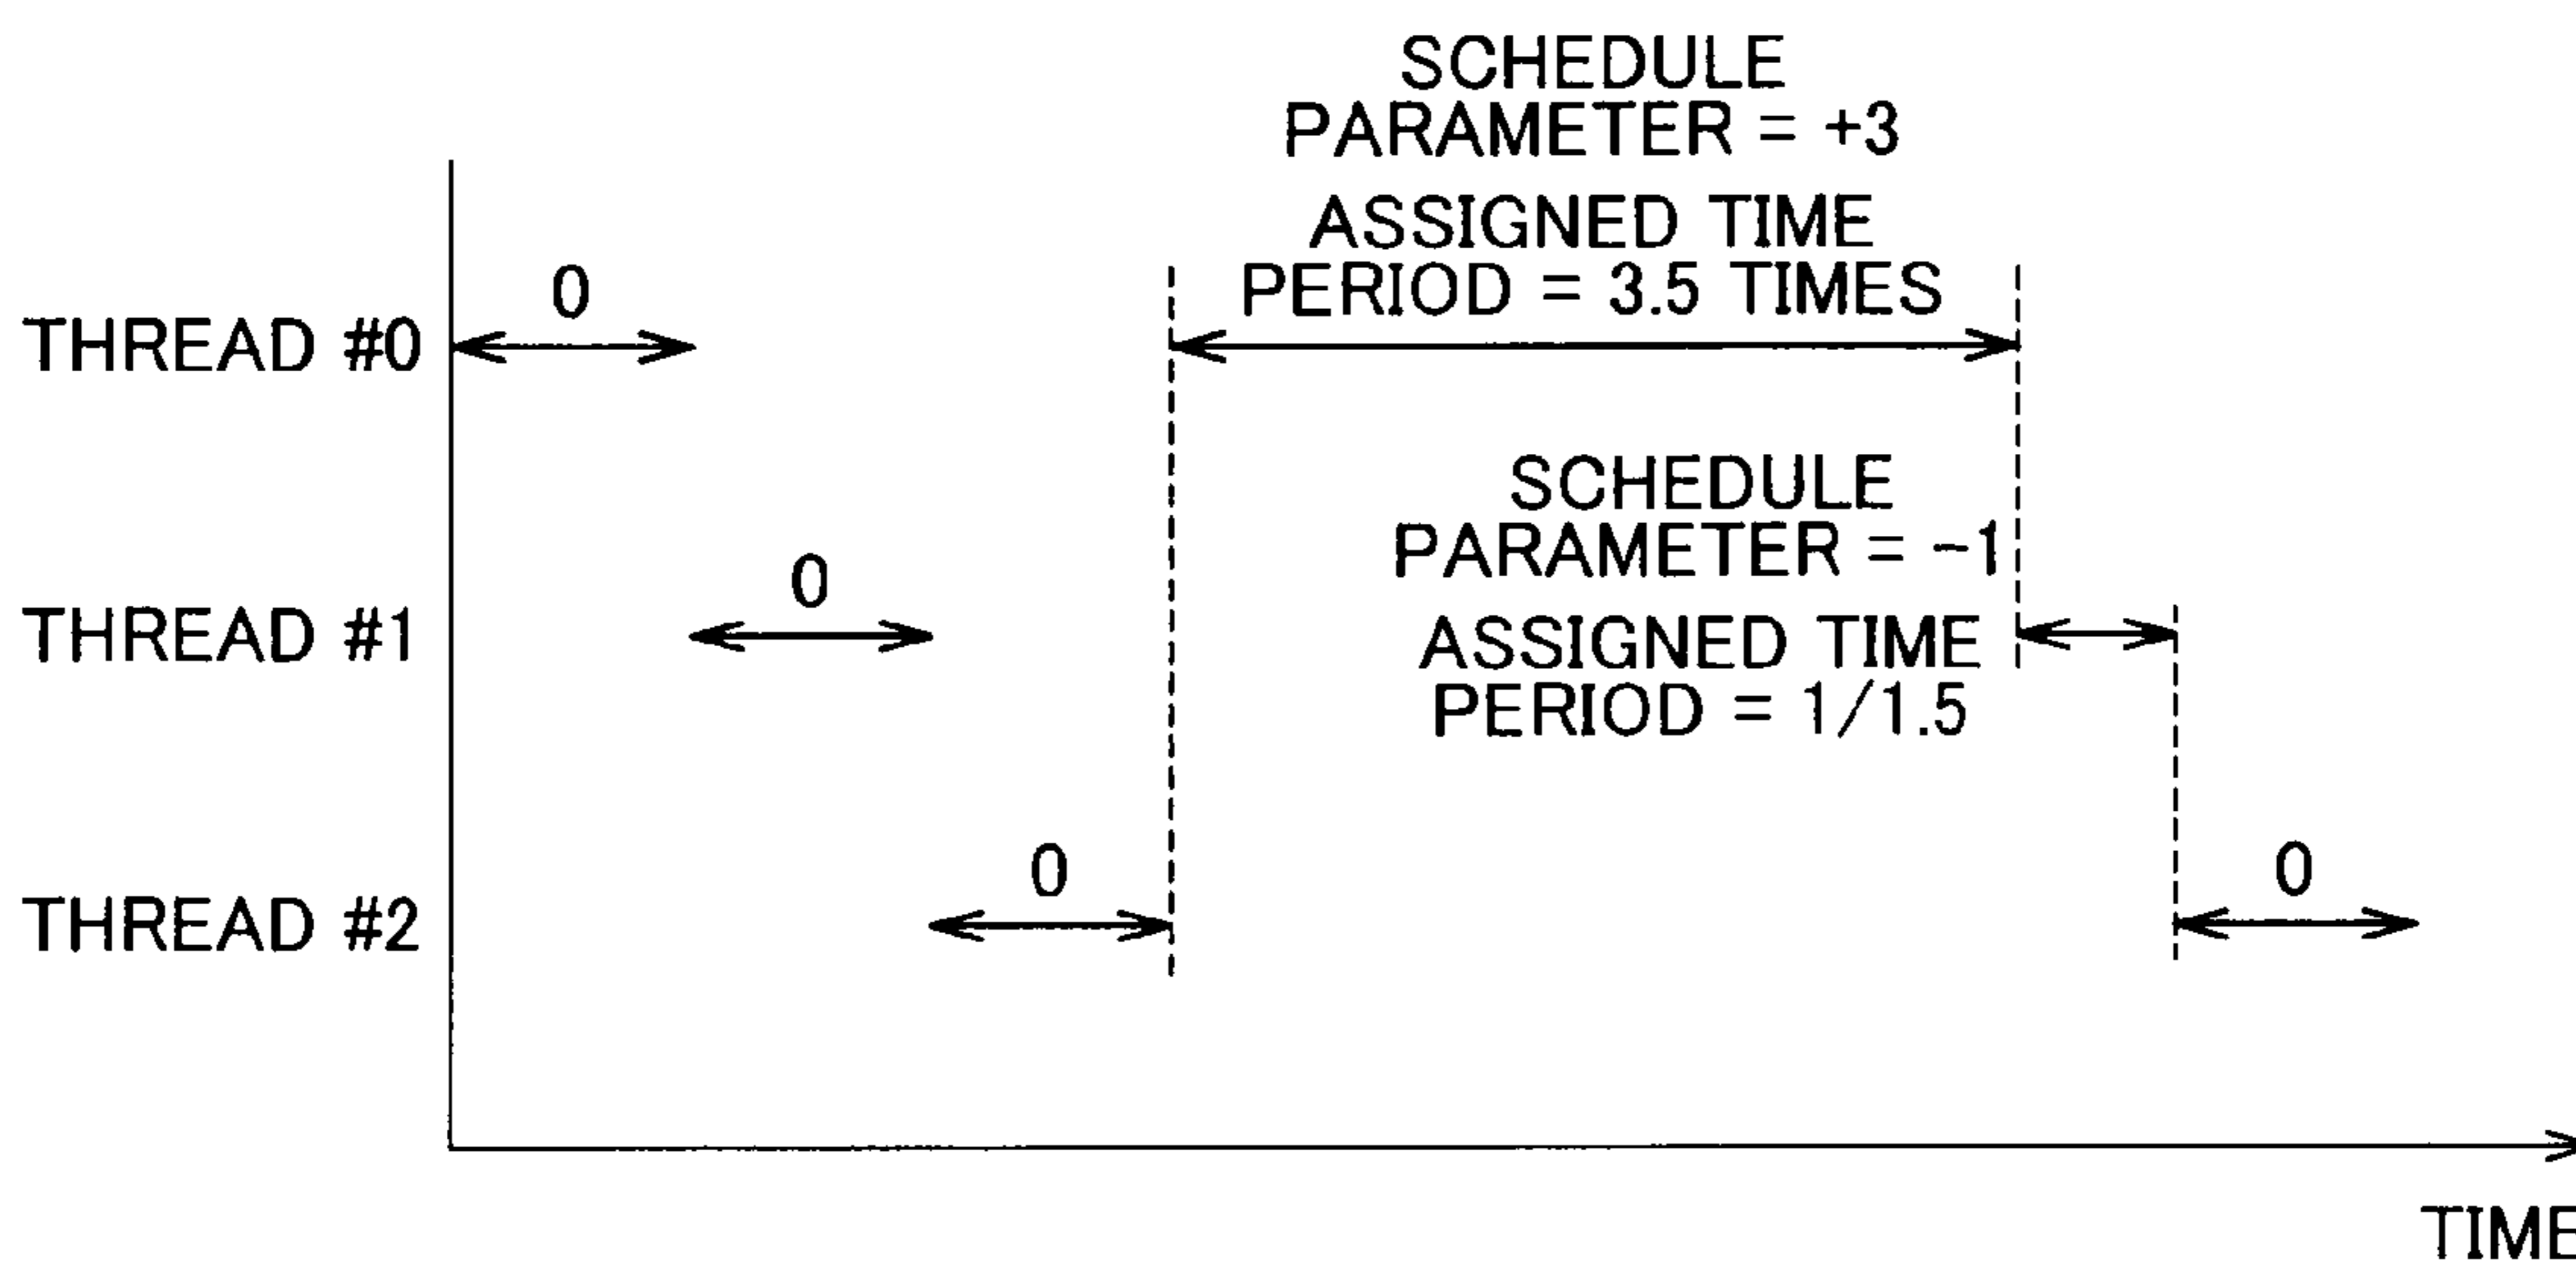 SCHEDULE
PARAMETER = +3
ASSIGNED TIME
PERIOD = 3.5 TIMES
0
THREAD #0
SCHEDULE
PARAMETER = -1
ASSIGNED TIME
PERIOD = 1/1.5
0
THREAD #1
0
0
THREAD #2
TIME